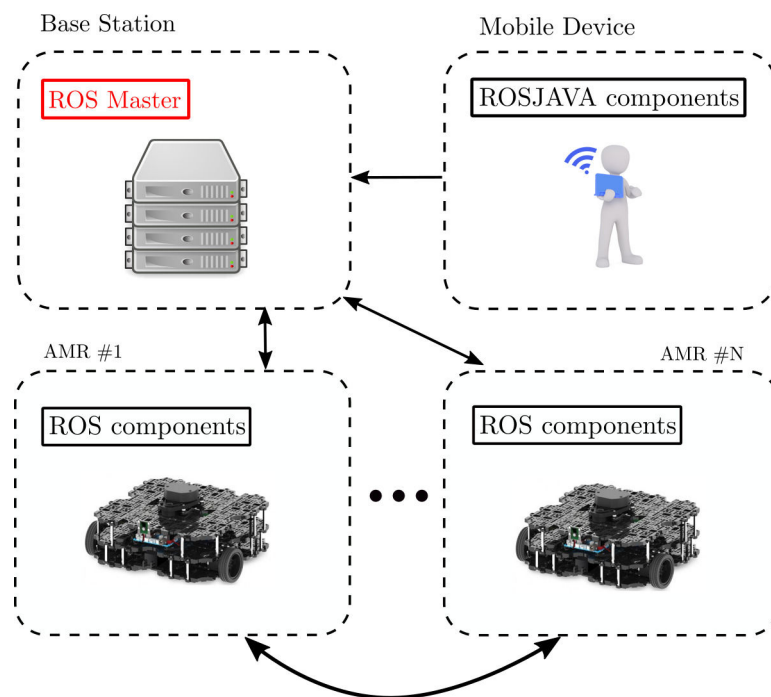 Base Station
Mobile Device
ROS Master
ROSJAVA components
AMR #1
AMR #N
ROS components
ROS components